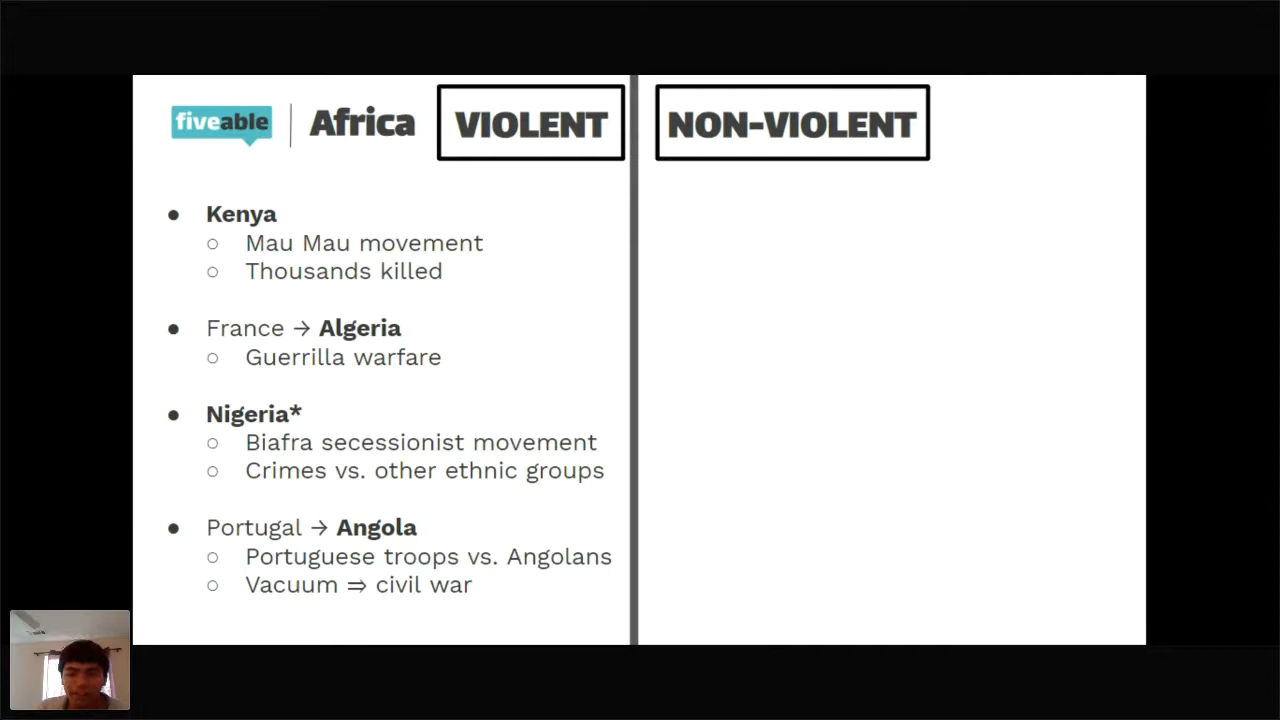 fiveable
Africa
VIOLENT
NON-VIOLENT
● Kenya
○ Mau Mau movement
○ Thousands killed
● France → Algeria
○ Guerrilla warfare
● Nigeria*
○ Biafra secessionist movement
○ Crimes vs. other ethnic groups
● Portugal → Angola
○ Portuguese troops vs. Angolans
○ Vacuum ⇒ civil war